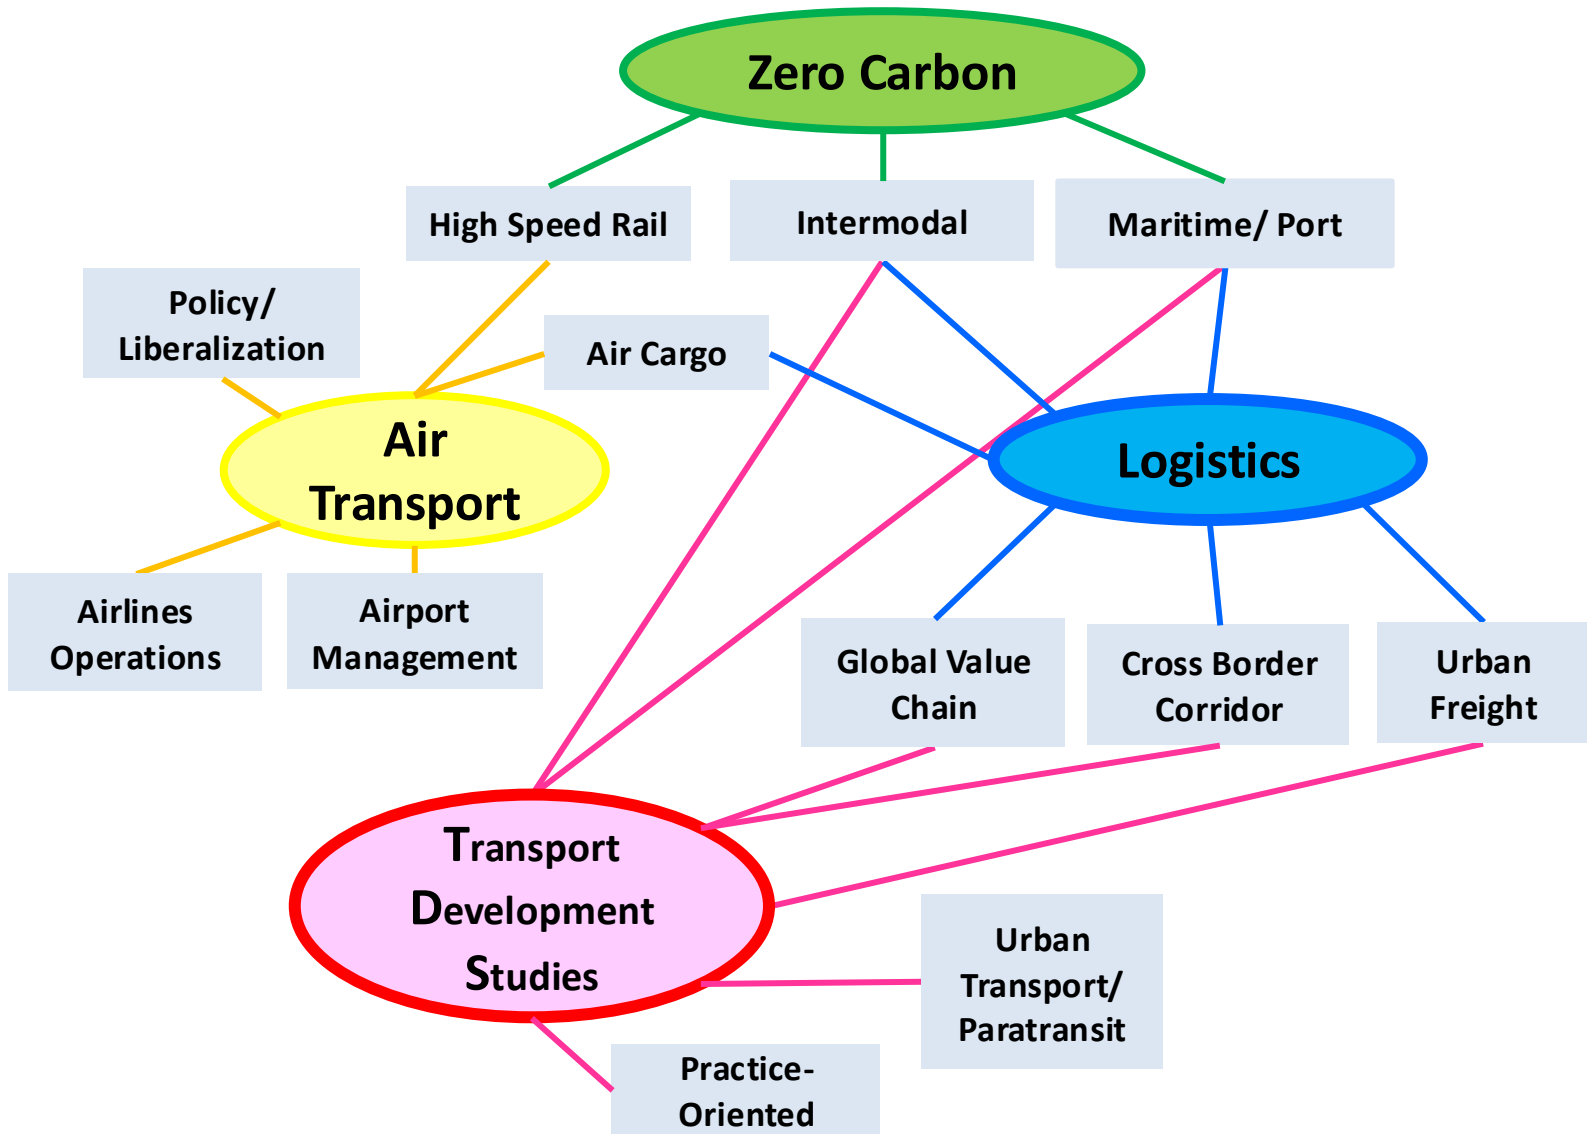 Zero Carbon
High Speed Rail
Intermodal
Maritime/ Port
Policy/
Liberalization
Air Cargo
Air
Transport
Logistics
Airlines
Operations
Airport
Management
Global Value
Chain
Cross Border
Corridor
Urban
Freight
Transport
Development
Studies
Urban
Transport/
Paratransit
Practice-
Oriented